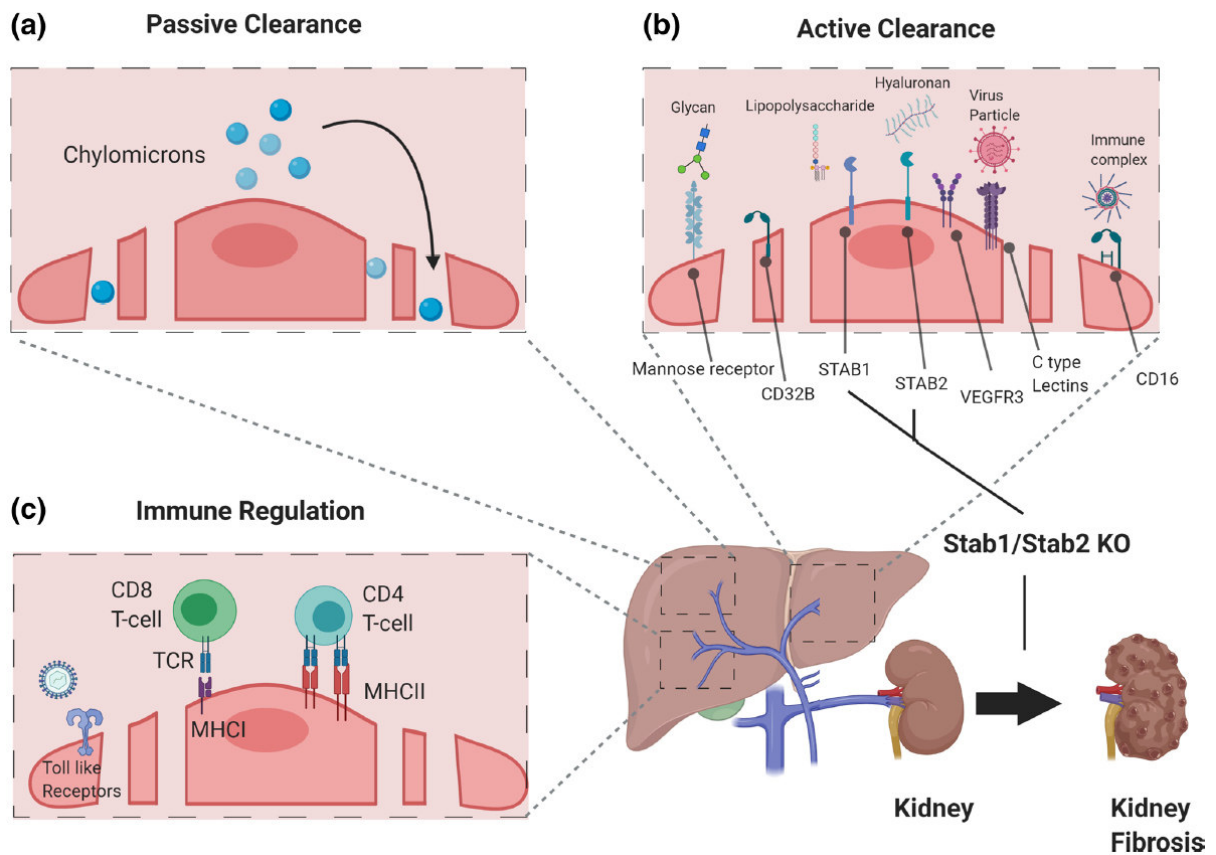 (a)
Passive Clearance
Chylomicrons
(b)
Active Clearance
Glycan
Lipopolysaccharide
Hyaluronan
Virus
Particle
Immune
complex
Mannose receptor
CD32B
STAB1
STAB2
VEGFR3
C type
Lectins
CD16
(c)
Immune Regulation
CD8
T-cell
CD4
T-cell
TCR
MHCII
MHCI
Toll like
Receptors
Stab1/Stab2 KO
Kidney
Kidney
Fibrosis